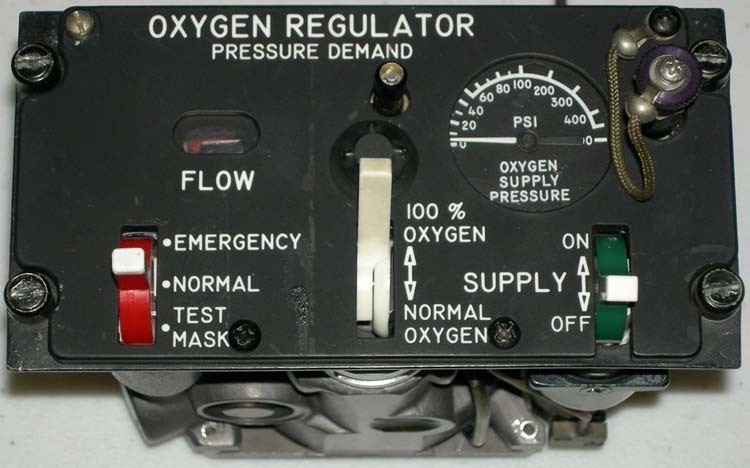 OXYGEN REGULATOR
PRESSURE DEMAND
FLOW
0
20
40
60
80
100
200
300
400
PSI
OXYGEN
SUPPLY
PRESSURE
EMERGENCY
NORMAL
TEST
MASK
100 %
OXYGEN
NORMAL
OXYGEN
ON
SUPPLY
OFF